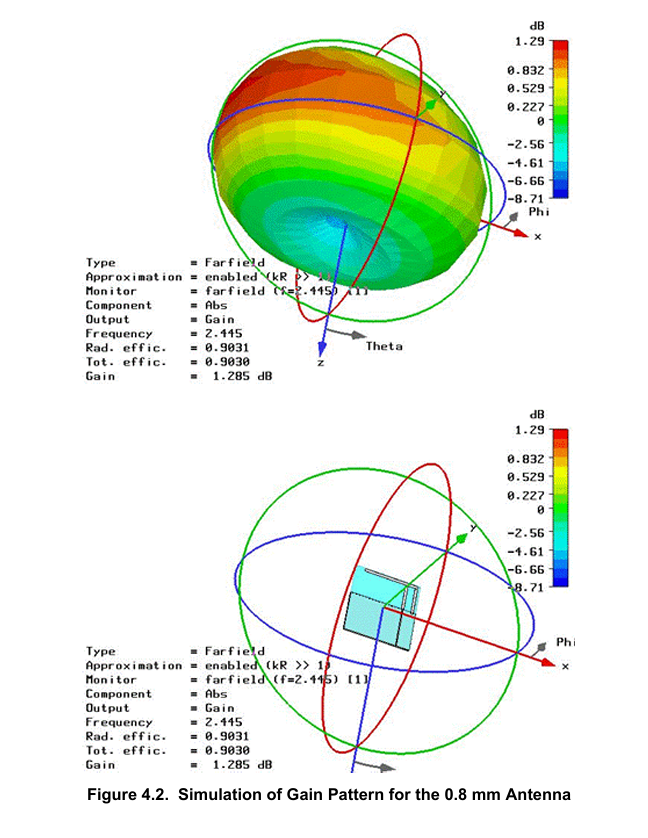 dB
1.29
0.832
0.529
0.227
0
-2.56
-4.61
-6.66
-8.71
y
Phi
x
Type = Farfield
Approximation = enabled (kR >> 1)
Monitor = farfield (f=2.445) [1]
Component = Abs
Output = Gain
Frequency = 2.445
Rad. effic. = 0.9031
Tot. effic. = 0.9030
Gain = 1.285 dB
Theta
z
dB
1.29
0.832
0.529
0.227
0
-2.56
-4.61
-6.66
-8.71
y
Phi
x
Type = Farfield
Approximation = enabled (kR >> 1)
Monitor = farfield (f=2.445) [1]
Component = Abs
Output = Gain
Frequency = 2.445
Rad. effic. = 0.9031
Tot. effic. = 0.9030
Gain = 1.285 dB
Figure 4.2. Simulation of Gain Pattern for the 0.8 mm Antenna